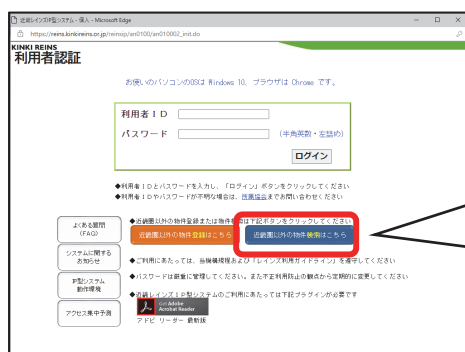 近畿レインズIP型システム - 個人 - Microsoft Edge
https://reins.kinkireins.or.jp/reinsip/an0100/an010002_init.do
KINKI REINS
利用者認証
お使いのパソコンのOSは Windows 10、 ブラウザは Chrome です。
利用者ID
パスワード
(半角英数・左詰め)
ログイン
◆利用者IDとパスワードを入力し、「ログイン」ボタンをクリックしてください
◆利用者IDやパスワードが不明な場合は、所属協会までお問い合わせください
◆近畿圏以外の物件登録または物件検索は下記ボタンをクリックしてください
近畿圏以外の物件登録はこちら
近畿圏以外の物件検索はこちら
よくある質問
(FAQ)
システムに関する
お知らせ
IP型システム
動作環境
アクセス集中予測
◆ご利用にあたっては、当機構規程および「レインズ利用ガイドライン」を遵守してください
◆パスワードは厳重に管理してください。また不正利用防止の観点から定期的に変更してください
◆近畿レインズIP型システムのご利用にあたっては下記プラグインが必要です
Get Adobe
Acrobat Reader
アドビ リーダー 最新版